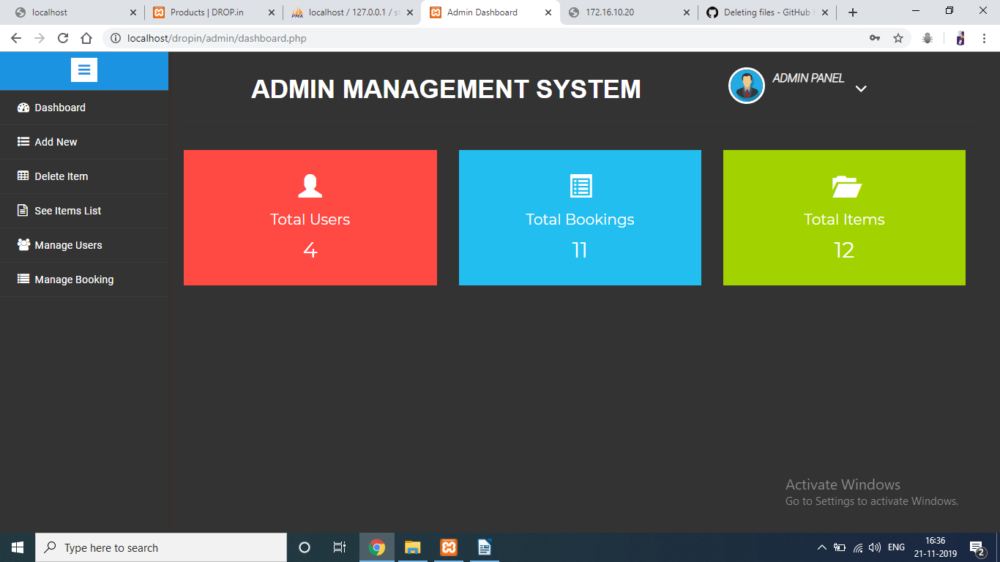 localhost
Products | DROP.in
localhost / 127.0.0.1 / st
Admin Dashboard
172.16.10.20
Deleting files - GitHub
localhost/dropin/admin/dashboard.php
ADMIN MANAGEMENT SYSTEM
ADMIN PANEL
Dashboard
Add New
Delete Item
See Items List
Manage Users
Manage Booking
Total Users
4
Total Bookings
11
Total Items
12
Activate Windows
Go to Settings to activate Windows.
Type here to search
ENG
16:36
21-11-2019
2